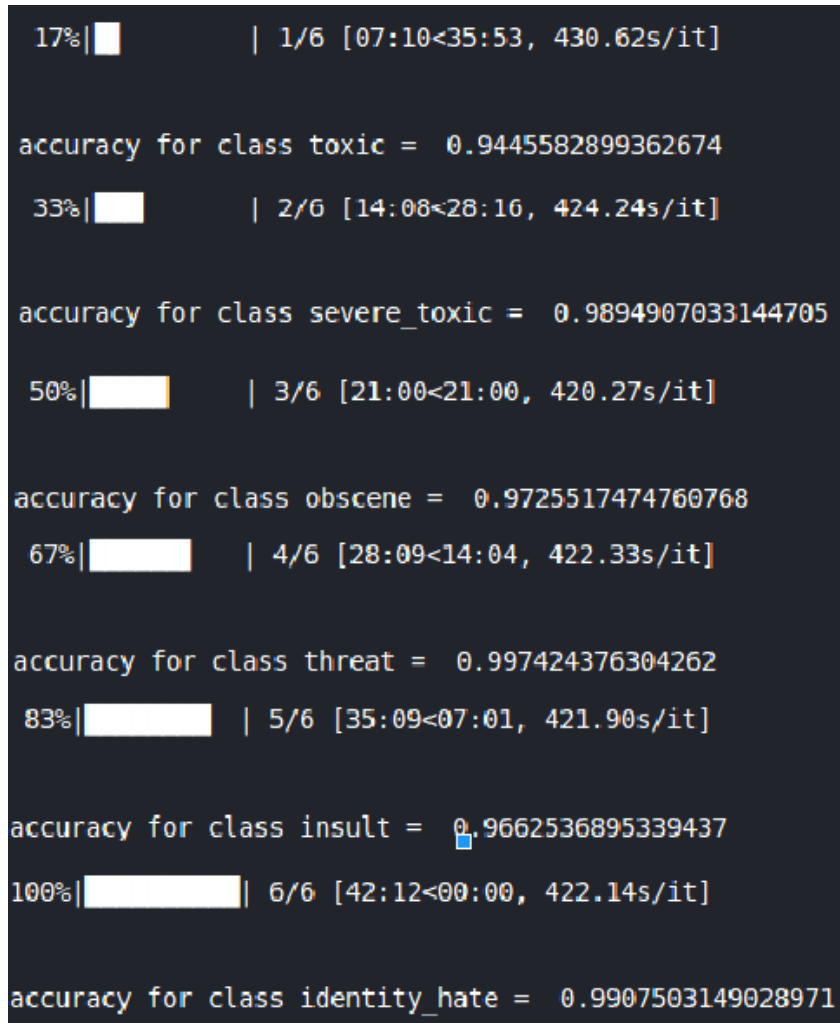 17%|██        | 1/6 [07:10<35:53, 430.62s/it]
accuracy for class toxic =  0.9445582899362674
33%|███       | 2/6 [14:08<28:16, 424.24s/it]
accuracy for class severe_toxic =  0.9894907033144705
50%|█████     | 3/6 [21:00<21:00, 420.27s/it]
accuracy for class obscene =  0.9725517474760768
67%|███████   | 4/6 [28:09<14:04, 422.33s/it]
accuracy for class threat =  0.997424376304262
83%|████████  | 5/6 [35:09<07:01, 421.90s/it]
accuracy for class insult =  0.9662536895339437
100%|██████████| 6/6 [42:12<00:00, 422.14s/it]
accuracy for class identity_hate =  0.9907503149028971